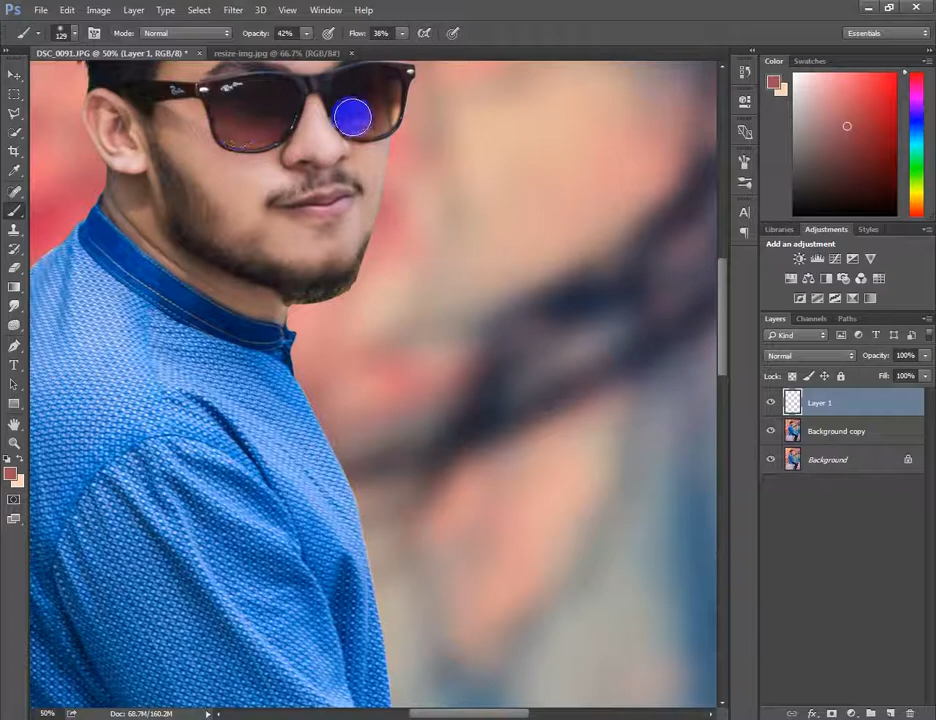 Ps File Edit Image Layer Type Select Filter 3D View Window Help
129 Mode: Normal Opacity: 42% Flow: 38% Essentials
DSC_0091.JPG @ 50% (Layer 1, RGB/8) * × resize-img.jpg @ 66.7% (RGB/8#) ×
Color Swatches
Ray-Ban
Libraries Adjustments Styles
Add an adjustment
Layers Channels Paths
Kind
Normal Opacity: 100%
Lock: Fill: 100%
Layer 1
Background copy
Background
50% Doc: 68.7M/160.2M